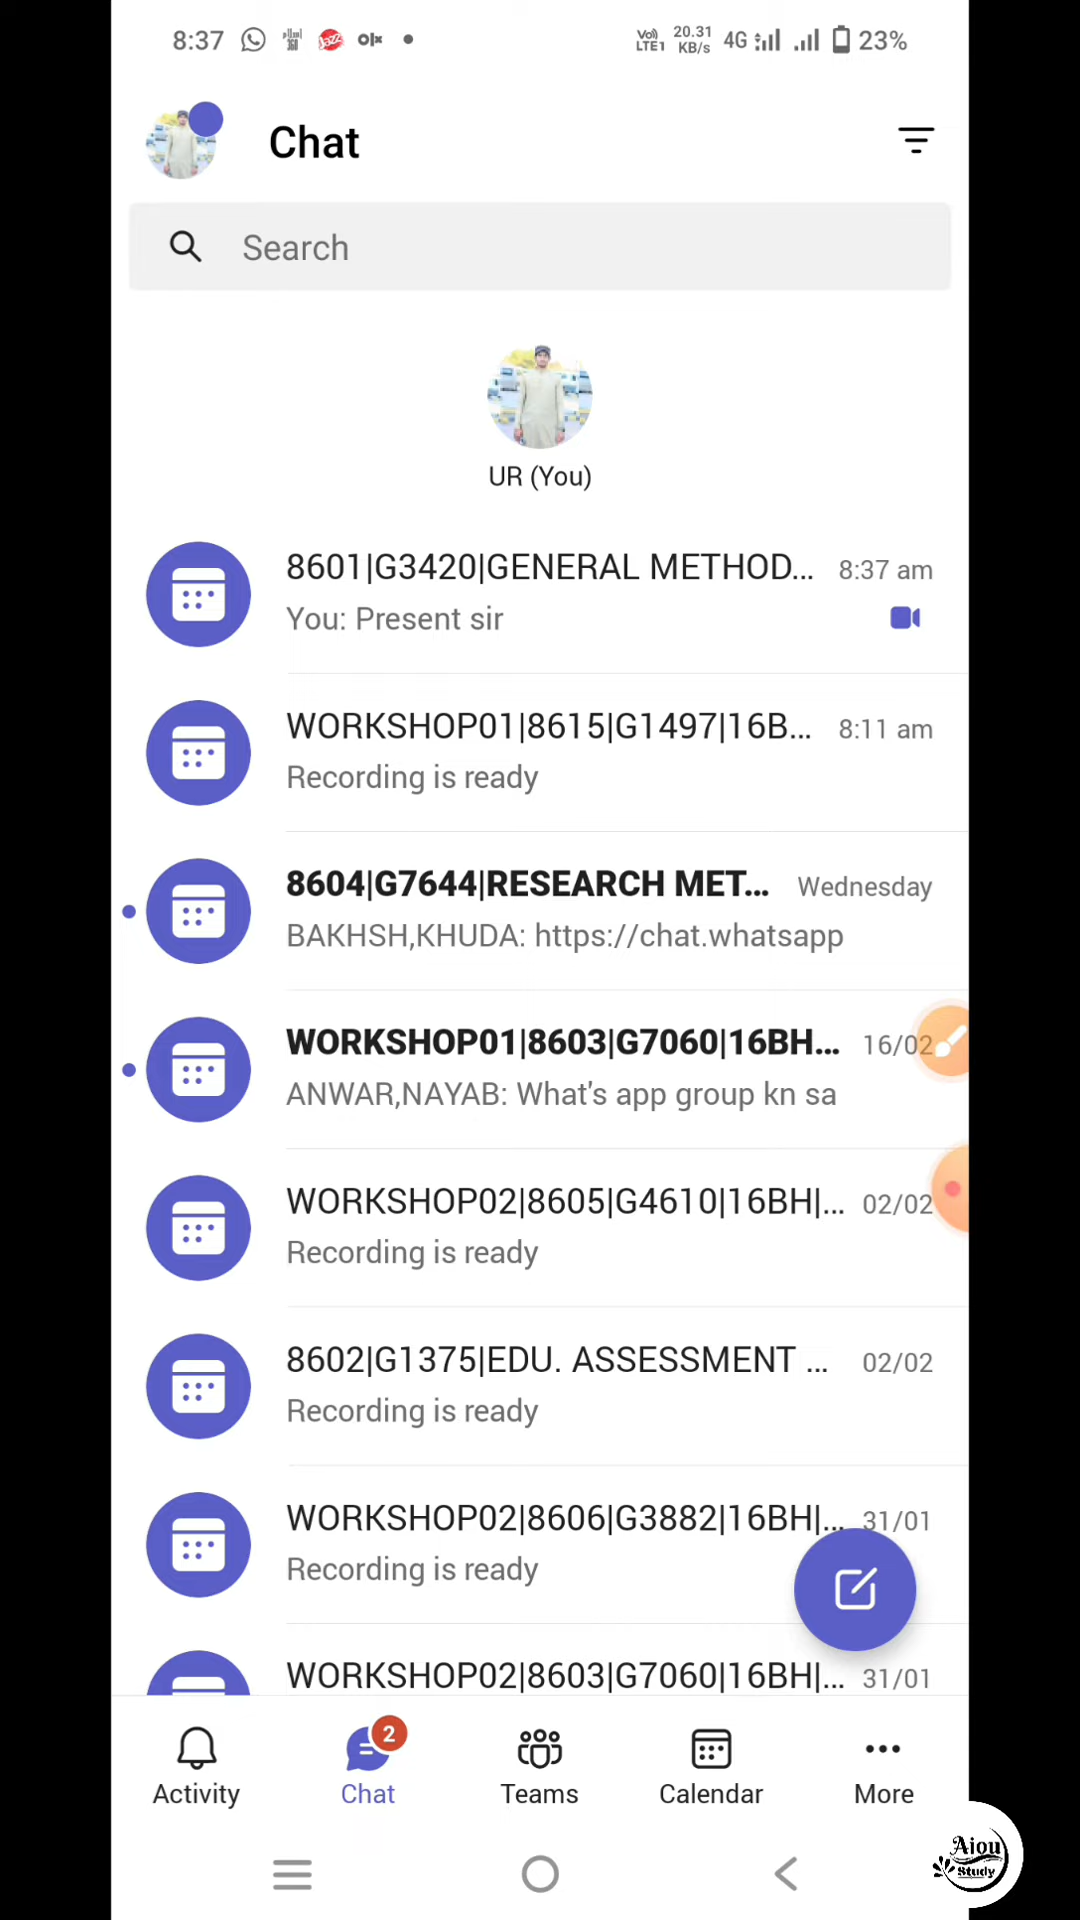 8:37 Jazz olx Vo) LTE1 20.31 KB/s 4G 23%
Chat
Search
UR (You)
8601|G3420|GENERAL METHOD... 8:37 am
You: Present sir
WORKSHOP01|8615|G1497|16B... 8:11 am
Recording is ready
8604|G7644|RESEARCH MET... Wednesday
BAKHSH,KHUDA: https://chat.whatsapp
WORKSHOP01|8603|G7060|16BH... 16/02
ANWAR,NAYAB: What's app group kn sa
WORKSHOP02|8605|G4610|16BH|... 02/02
Recording is ready
8602|G1375|EDU. ASSESSMENT ... 02/02
Recording is ready
WORKSHOP02|8606|G3882|16BH|... 31/01
Recording is ready
WORKSHOP02|8603|G7060|16BH|... 31/01
Activity Chat 2 Teams Calendar More
Aiou
Study